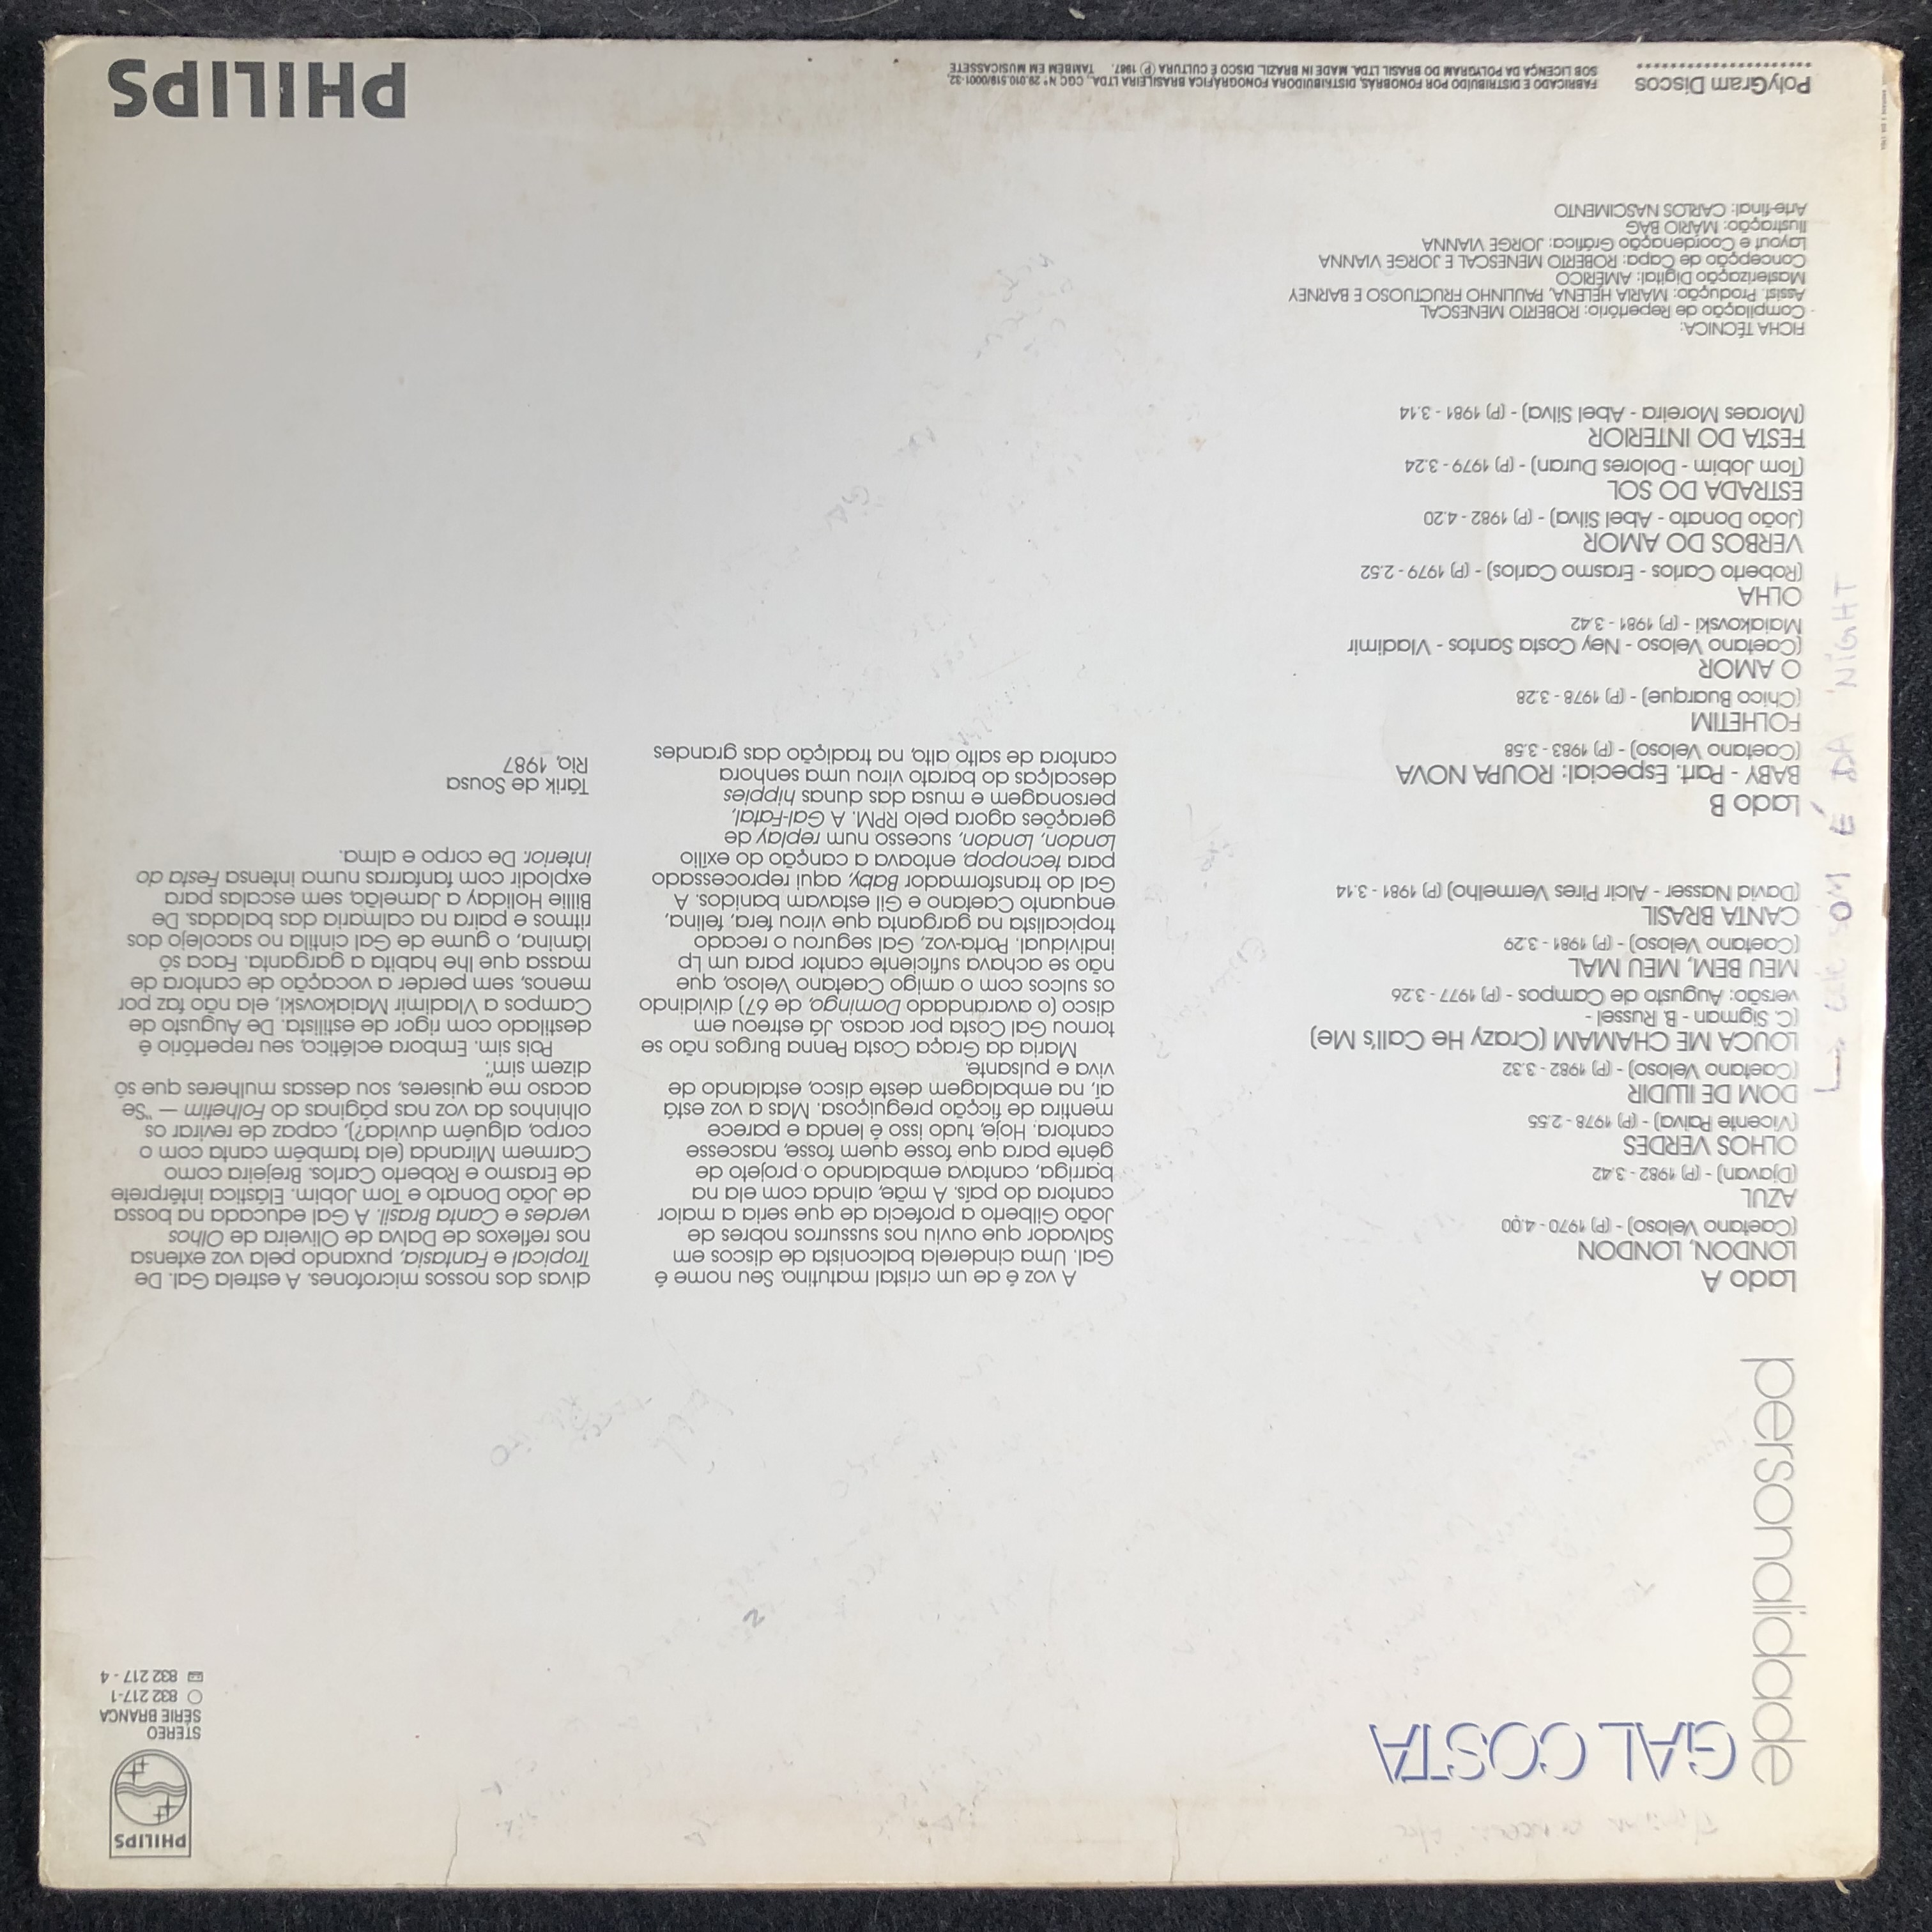 PHILIPS
STEREO
SÉRIE BRANCA
832 217-1
832 217 - 4
GAL COSTA
personalidade
Lado A
LONDON, LONDON
(Caetano Veloso) - (P) 1970 - 4.00
AZUL
(Djavan) - (P) 1982 - 3.42
OLHOS VERDES
(Vicente Paiva) - (P) 1978 - 2.55
DOM DE ILUDIR
(Caetano Veloso) - (P) 1982 - 3.32
LOUCA ME CHAMAM (Crazy He Call's Me)
(C. Sigman - B. Russel -
versão: Augusto de Campos - (P) 1977 - 3.26
MEU BEM, MEU MAL
(Caetano Veloso) - (P) 1981 - 3.29
CANTA BRASIL
(David Nasser - Alcir Pires Vermelho) (P) 1981 - 3.14
Lado B
BABY - Part. Especial: ROUPA NOVA
(Caetano Veloso) - (P) 1983 - 3.58
FOLHETIM
(Chico Buarque) - (P) 1978 - 3.28
O AMOR
(Caetano Veloso - Ney Costa Santos - Vladimir
Maiakovski - (P) 1981 - 3.42
OLHA
(Roberto Carlos - Erasmo Carlos) - (P) 1979 - 2.52
VERBOS DO AMOR
(João Donato - Abel Silva) - (P) 1982 - 4.20
ESTRADA DO SOL
(Tom Jobim - Dolores Duran) - (P) 1979 - 3.24
FESTA DO INTERIOR
(Moraes Moreira - Abel Silva) - (P) 1981 - 3.14
FICHA TÉCNICA:
Compilação de Repertório: ROBERTO MENESCAL
Assist. Produção: MARIA HELENA, PAULINHO FRUCTUOSO E BARNEY
Masterização Digital: AMÉRICO
Concepção de Capa: ROBERTO MENESCAL E JORGE VIANNA
Layout e Coordenação Gráfica: JORGE VIANNA
Ilustração: MÁRIO BAG
Arte-final: CARLOS NASCIMENTO
A voz é de um cristal matutino. Seu nome é
Gal. Uma cinderela balconista de discos em
Salvador que ouviu nos sussurros nobres de
João Gilberto a profecia de que seria a maior
cantora do país. A mãe, ainda com ela na
barriga, cantava embalando o projeto de
gente para que fosse quem fosse, nascesse
cantora. Hoje, tudo isso é lenda e parece
mentira de ficção preguiçosa. Mas a voz está
aí, na embalagem deste disco, estalando de
viva e pulsante.
Maria da Graça Costa Penna Burgos não se
tornou Gal Costa por acaso. Já estreou em
disco (o avarandado Domingo, de 67) dividindo
os sulcos com o amigo Caetano Veloso, que
não se achava suficiente cantor para um Lp
individual. Porta-voz, Gal segurou o recado
tropicalista na garganta que virou fera, felina,
enquanto Caetano e Gil estavam banidos. A
Gal do transformador Baby, aqui reprocessado
para tecnopop, entoava a canção do exílio
London, London, sucesso num replay de
gerações agora pelo RPM. A Gal-Fatal,
personagem e musa das dunas hippies
descalças do barato virou uma senhora
cantora de salto alto, na tradição das grandes
divas dos nossos microfones. A estrela Gal. De
Tropical e Fantasia, puxando pela voz extensa
nos reflexos de Dalva de Oliveira de Olhos
verdes e Canta Brasil. A Gal educada na bossa
de João Donato e Tom Jobim. Elástica intérprete
de Erasmo e Roberto Carlos. Brejeira como
Carmem Miranda (ela também canta com o
corpo, alguém duvida?), capaz de revirar os
olhinhos da voz nas páginas do Folhetim — "Se
acaso me quiseres, sou dessas mulheres que só
dizem sim".
Pois sim. Embora eclético, seu repertório é
destilado com rigor de estilista. De Augusto de
Campos a Vladimir Maiakovski, ela não faz por
menos, sem perder a vocação de cantora de
massa que lhe habita a garganta. Faca só
lâmina, o gume de Gal cintila no sacolejo dos
ritmos e paira na calmaria das baladas. De
Billie Holiday a Jamelão, sem escalas para
explodir com fanfarras numa intensa Festa do
interior. De corpo e alma.
Tárik de Sousa
Rio, 1987
SOM É DA NIGHT
PolyGram Discos
FABRICADO E DISTRIBUÍDO POR FONOBRÁS, DISTRIBUIDORA FONOGRÁFICA BRASILEIRA LTDA., CGC Nº 29.010.519/0001-32,
SOB LICENÇA DA POLYGRAM DO BRASIL LTDA. MADE IN BRAZIL. DISCO É CULTURA Ⓟ 1987. TAMBÉM EM MUSICASSETE
PHILIPS